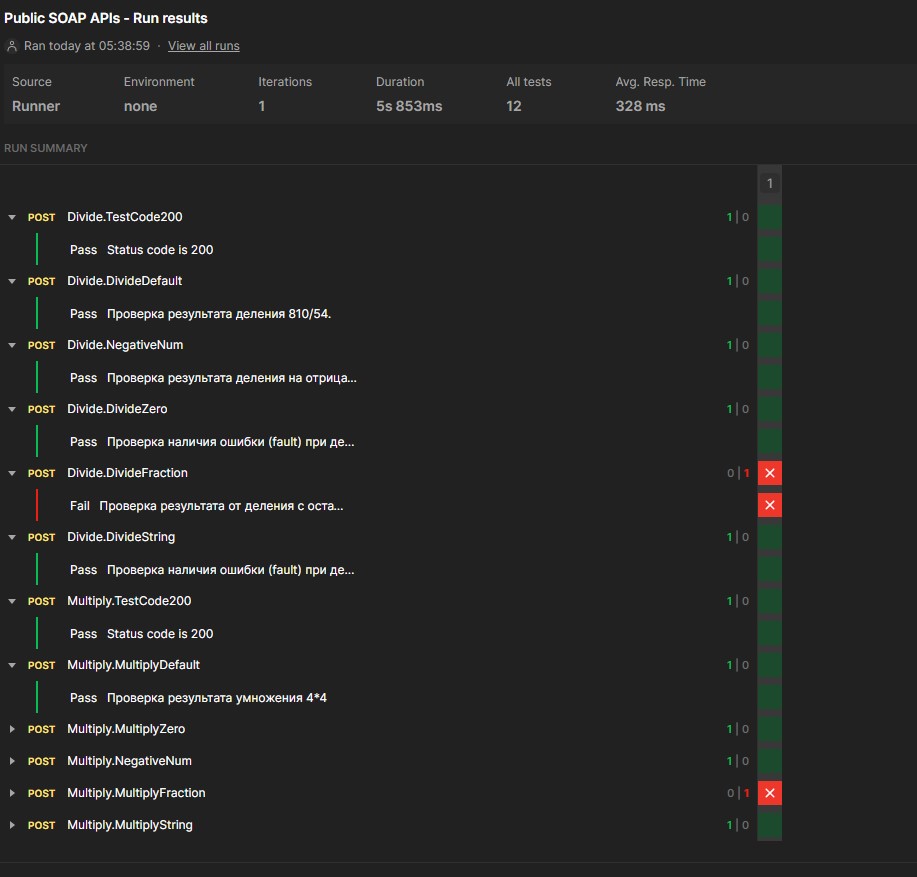 Public SOAP APIs - Run results
Ran today at 05:38:59 · View all runs
Source Environment Iterations Duration All tests Avg. Resp. Time
Runner none 1 5s 853ms 12 328 ms
RUN SUMMARY
1
POST Divide.TestCode200 1 | 0
Pass Status code is 200
POST Divide.DivideDefault 1 | 0
Pass Проверка результата деления 810/54.
POST Divide.NegativeNum 1 | 0
Pass Проверка результата деления на отрица...
POST Divide.DivideZero 1 | 0
Pass Проверка наличия ошибки (fault) при де...
POST Divide.DivideFraction 0 | 1
Fail Проверка результата от деления с оста...
POST Divide.DivideString 1 | 0
Pass Проверка наличия ошибки (fault) при де...
POST Multiply.TestCode200 1 | 0
Pass Status code is 200
POST Multiply.MultiplyDefault 1 | 0
Pass Проверка результата умножения 4*4
POST Multiply.MultiplyZero 1 | 0
POST Multiply.NegativeNum 1 | 0
POST Multiply.MultiplyFraction 0 | 1
POST Multiply.MultiplyString 1 | 0